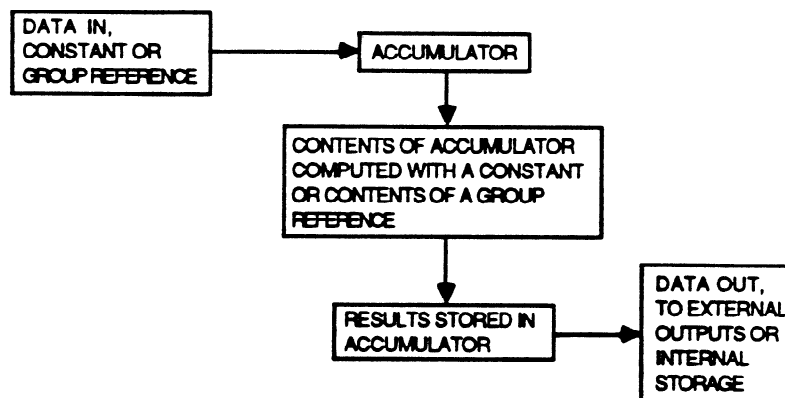 DATA IN,
CONSTANT OR
GROUP REFERENCE
ACCUMULATOR
CONTENTS OF ACCUMULATOR
COMPUTED WITH A CONSTANT
OR CONTENTS OF A GROUP
REFERENCE
RESULTS STORED IN
ACCUMULATOR
DATA OUT,
TO EXTERNAL
OUTPUTS OR
INTERNAL
STORAGE